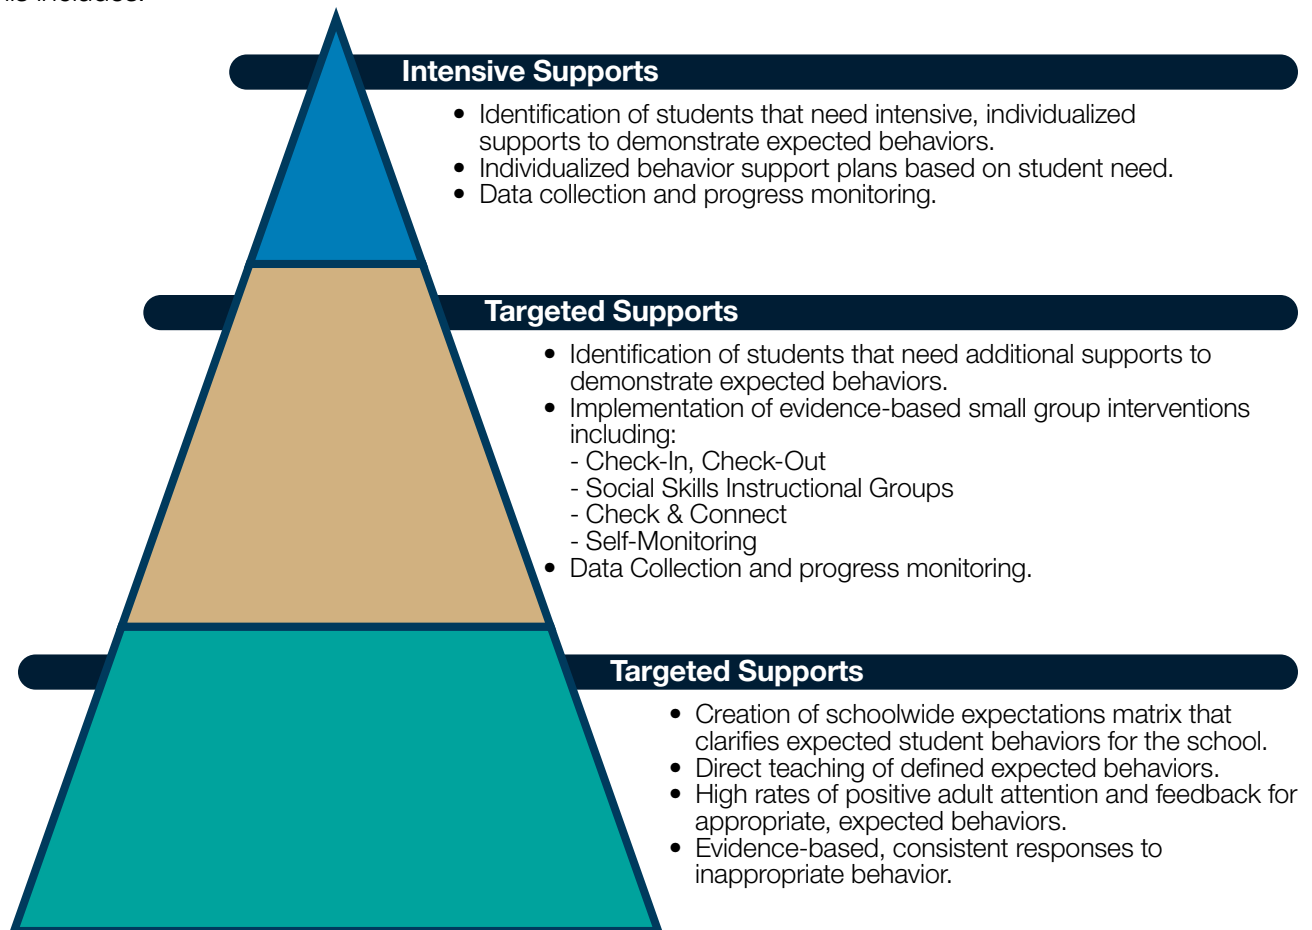 Intensive Supports
• Identification of students that need intensive, individualized
supports to demonstrate expected behaviors.
• Individualized behavior support plans based on student need.
• Data collection and progress monitoring.
Targeted Supports
• Identification of students that need additional supports to
demonstrate expected behaviors.
• Implementation of evidence-based small group interventions
including:
- Check-In, Check-Out
- Social Skills Instructional Groups
- Check & Connect
- Self-Monitoring
• Data Collection and progress monitoring.
Targeted Supports
• Creation of schoolwide expectations matrix that
clarifies expected student behaviors for the school.
• Direct teaching of defined expected behaviors.
• High rates of positive adult attention and feedback for
appropriate, expected behaviors.
• Evidence-based, consistent responses to
inappropriate behavior.